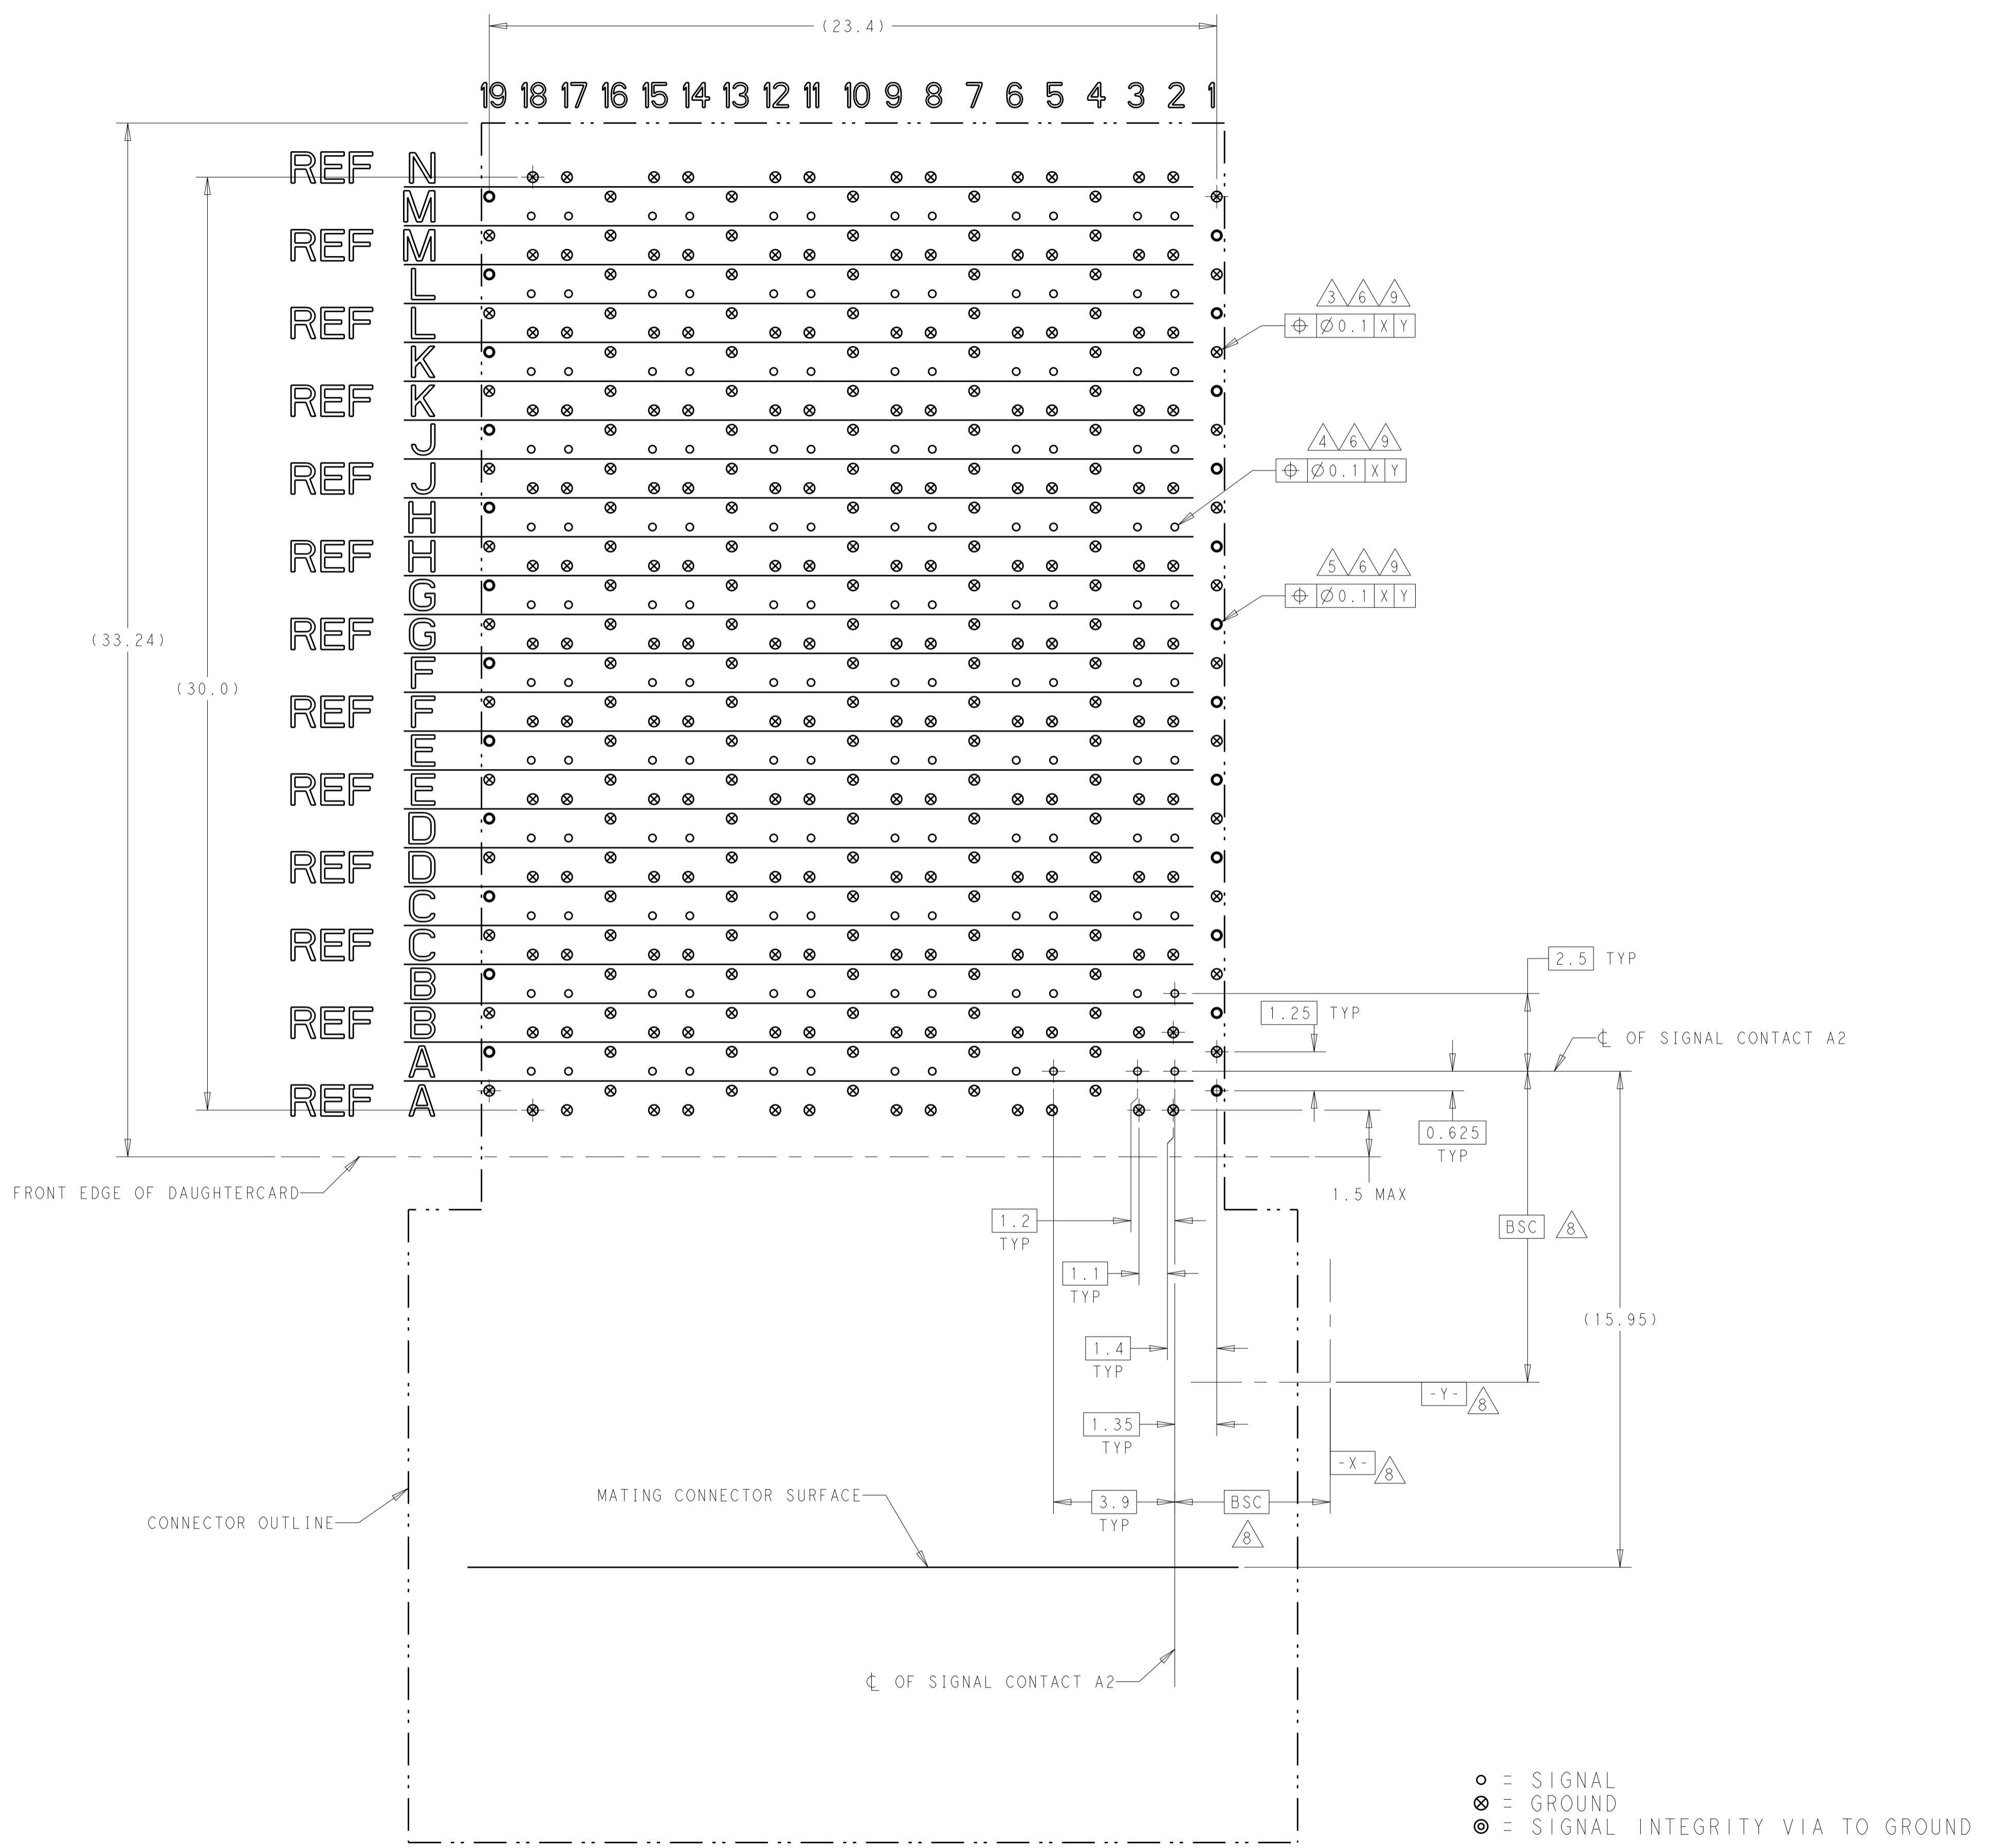 (23.4)
19 18 17 16 15 14 13 12 11 10 9 8 7 6 5 4 3 2 1
REF N
M
REF M
L
REF L
3 6 9
⌖ Ø0.1 X Y
K
REF K
J
4 6 9
⌖ Ø0.1 X Y
REF J
H
REF H
5 6 9
G
⌖ Ø0.1 X Y
REF G
(33.24)
F
(30.0)
REF F
E
REF E
D
REF D
C
REF C
2.5 TYP
B
1.25 TYP
REF B
℄ OF SIGNAL CONTACT A2
A
REF A
0.625
TYP
FRONT EDGE OF DAUGHTERCARD
1.5 MAX
1.2
TYP
BSC 8
1.1
TYP
(15.95)
1.4
TYP
-Y- 8
1.35
TYP
-X- 8
MATING CONNECTOR SURFACE
3.9
TYP
BSC
8
CONNECTOR OUTLINE
℄ OF SIGNAL CONTACT A2
= SIGNAL
= GROUND
= SIGNAL INTEGRITY VIA TO GROUND